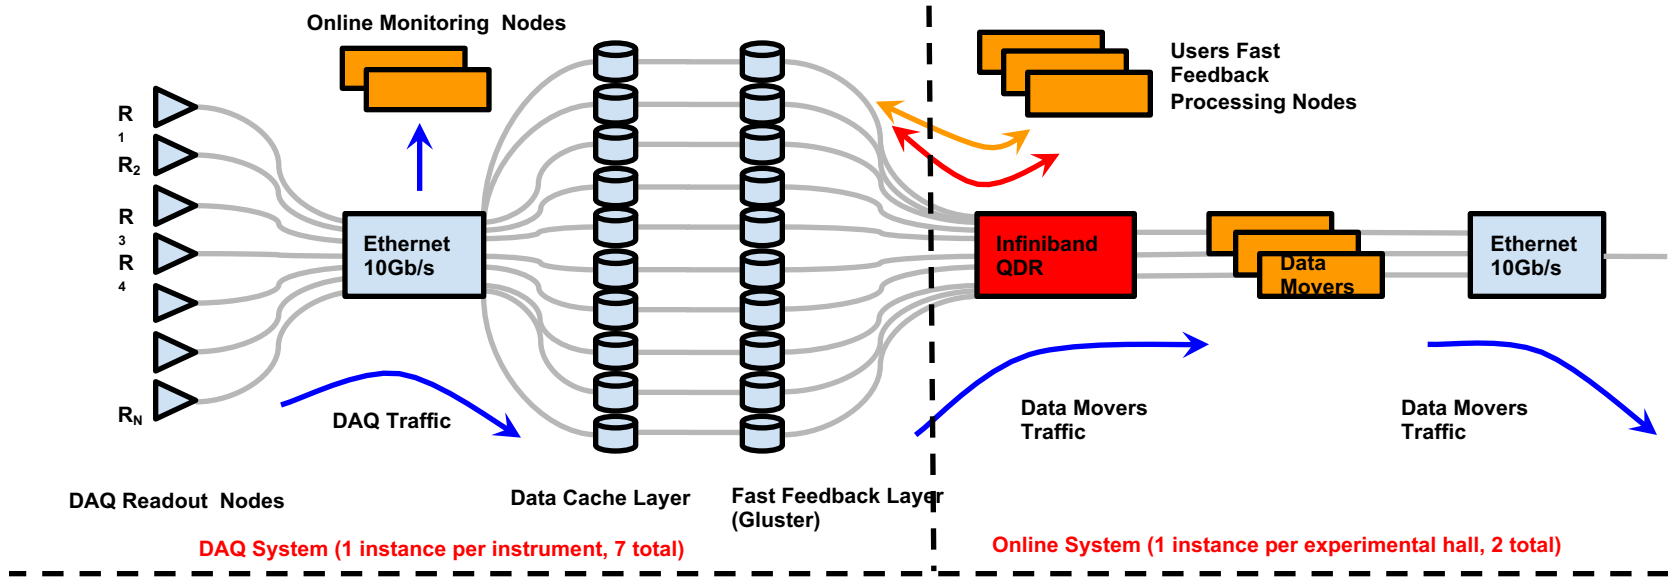 Online Monitoring Nodes
Users Fast
Feedback
Processing Nodes
R
1
R2
R
3
R
4
RN
Ethernet
10Gb/s
Infiniband
QDR
Data
Movers
Ethernet
10Gb/s
DAQ Traffic
Data Movers
Traffic
Data Movers
Traffic
DAQ Readout Nodes
Data Cache Layer
Fast Feedback Layer
(Gluster)
DAQ System (1 instance per instrument, 7 total)
Online System (1 instance per experimental hall, 2 total)